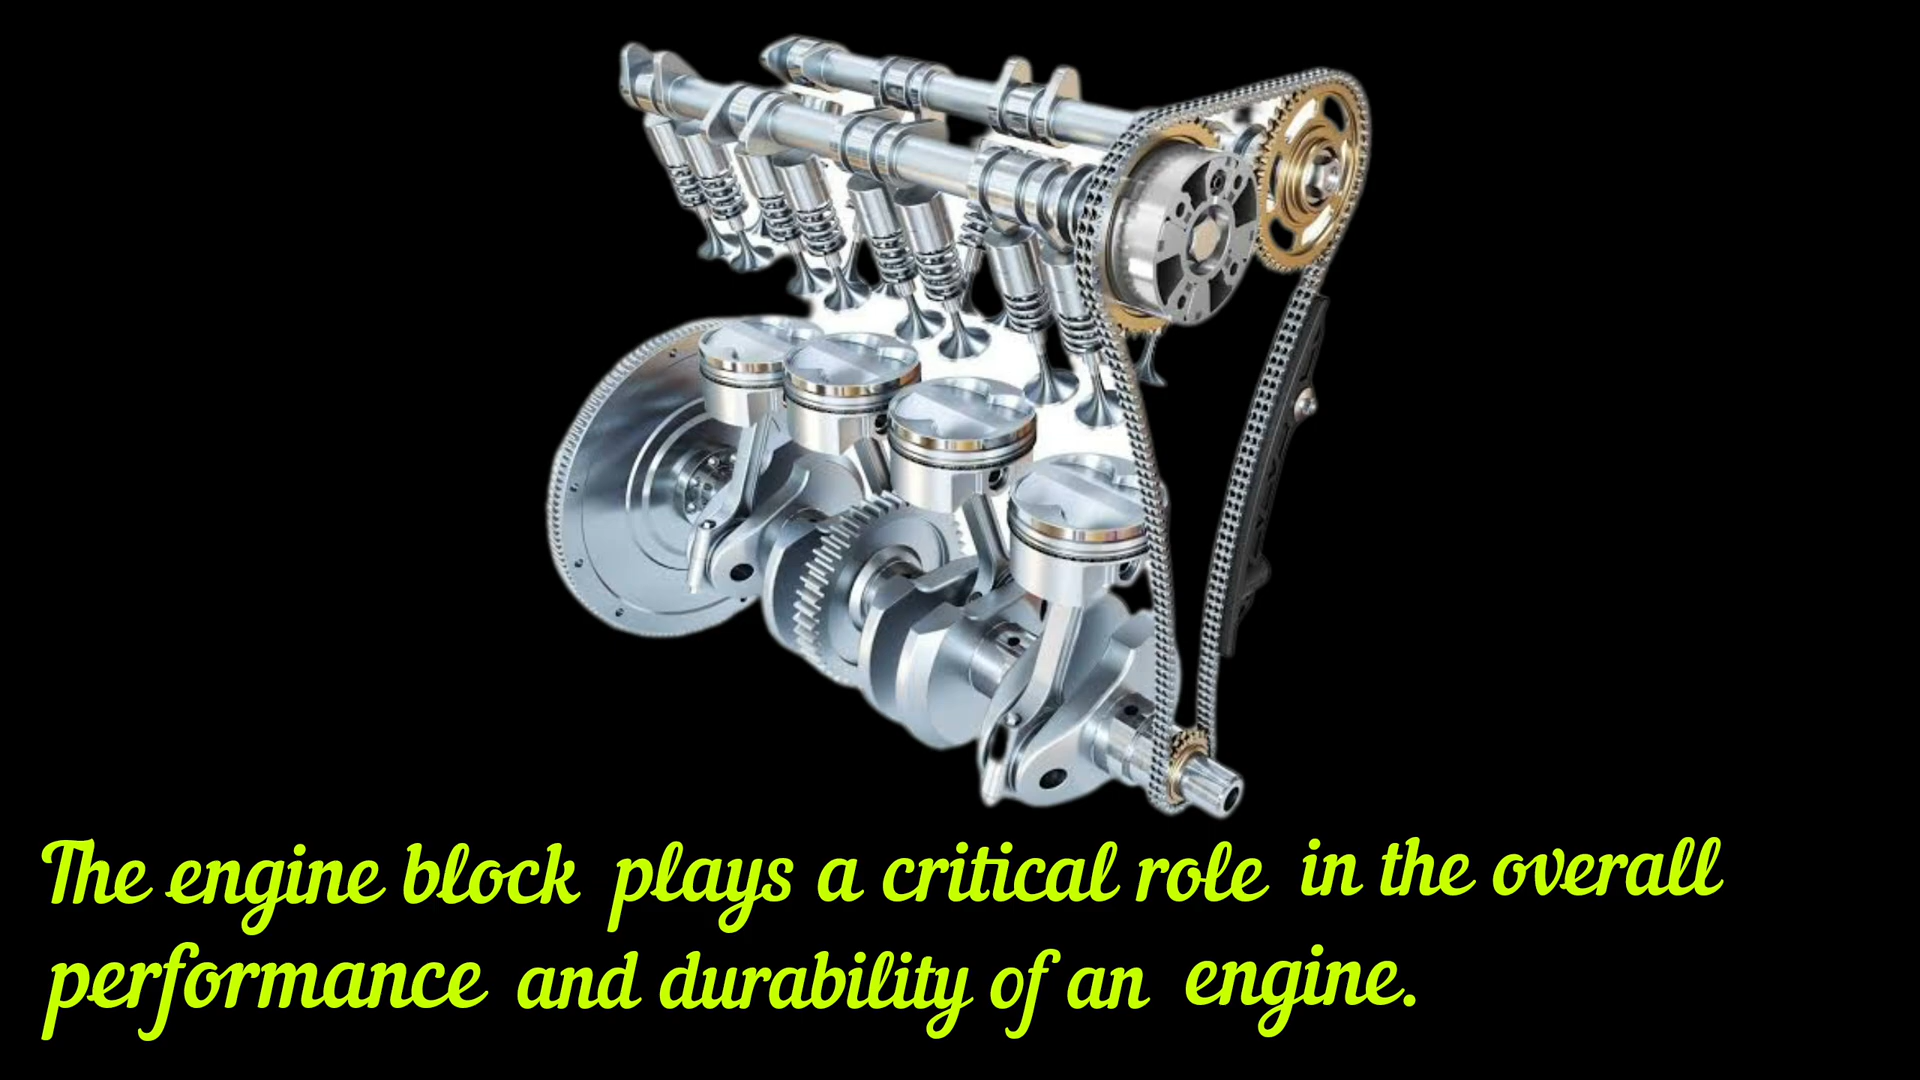 The engine block plays a critical role in the overall
performance and durability of an engine.